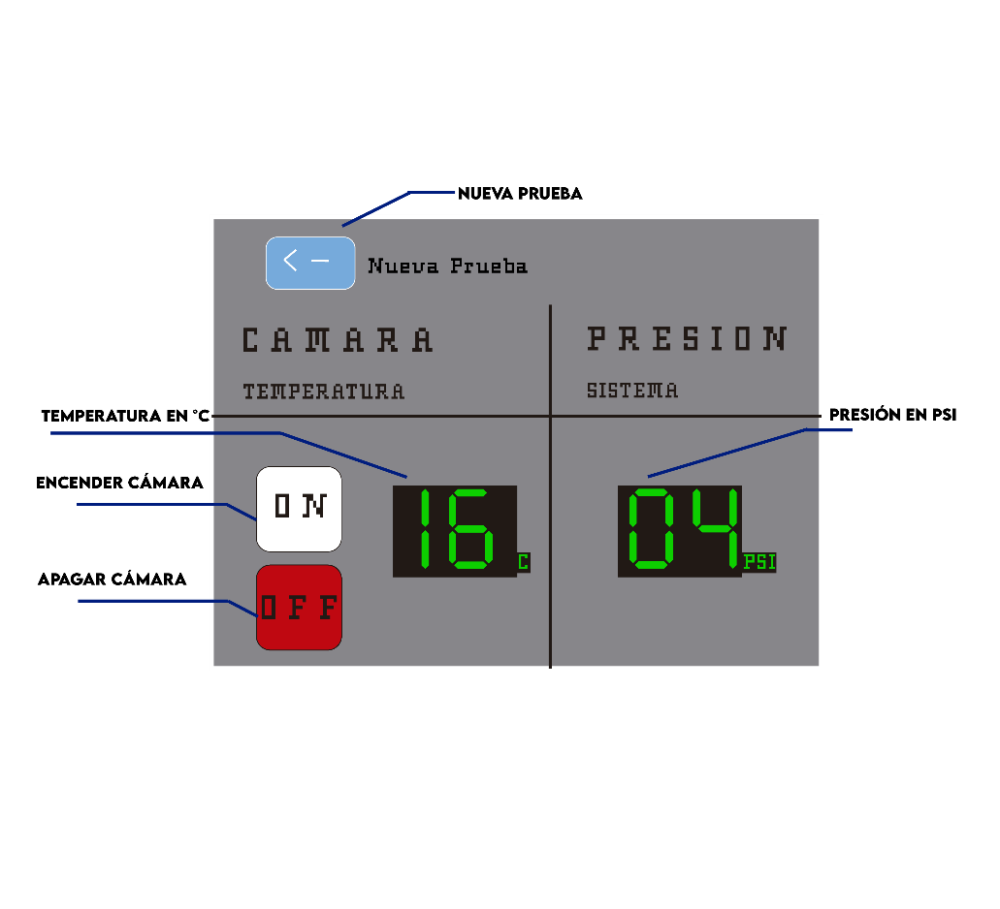 NUEVA PRUEBA
< - Nueva Prueba
CAMARA
PRESION
TEMPERATURA
SISTEMA
TEMPERATURA EN °C
PRESIÓN EN PSI
ENCENDER CÁMARA
ON
16 C
04 PSI
APAGAR CÁMARA
OFF